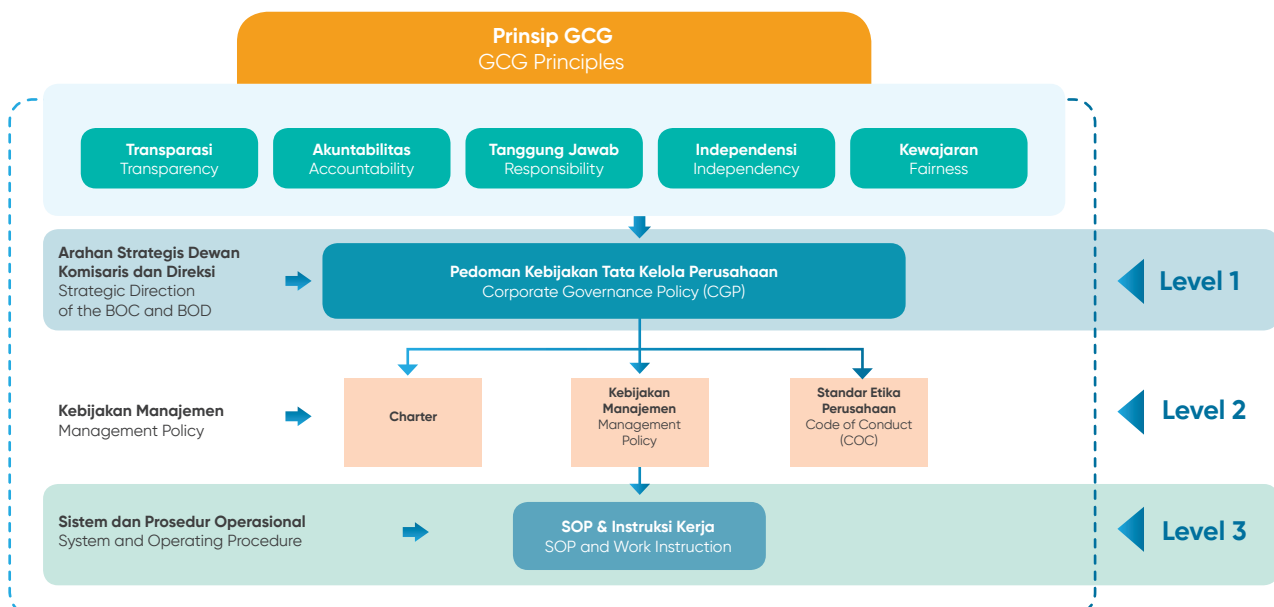 Prinsip GCG
GCG Principles
Transparasi
Transparency
Akuntabilitas
Accountability
Tanggung Jawab
Responsibility
Independensi
Independency
Kewajaran
Fairness
Arahan Strategis Dewan
Komisaris dan Direksi
Strategic Direction
of the BOC and BOD
Pedoman Kebijakan Tata Kelola Perusahaan
Corporate Governance Policy (CGP)
Level 1
Kebijakan Manajemen
Management Policy
Charter
Kebijakan
Manajemen
Management
Policy
Standar Etika
Perusahaan
Code of Conduct
(COC)
Level 2
Sistem dan Prosedur Operasional
System and Operating Procedure
SOP & Instruksi Kerja
SOP and Work Instruction
Level 3